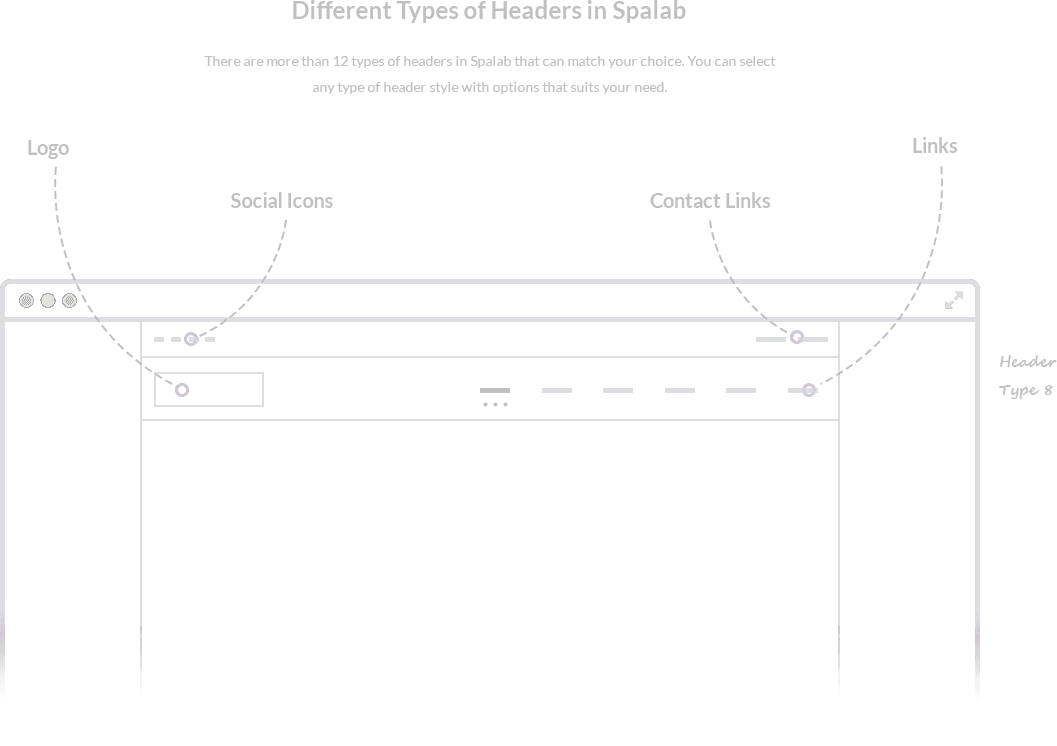 Different Types of Headers in Spalab
There are more than 12 types of headers in Spalab that can match your choice. You can select
any type of header style with options that suits your need.
Logo
Links
Social Icons
Contact Links
Header
Type 8